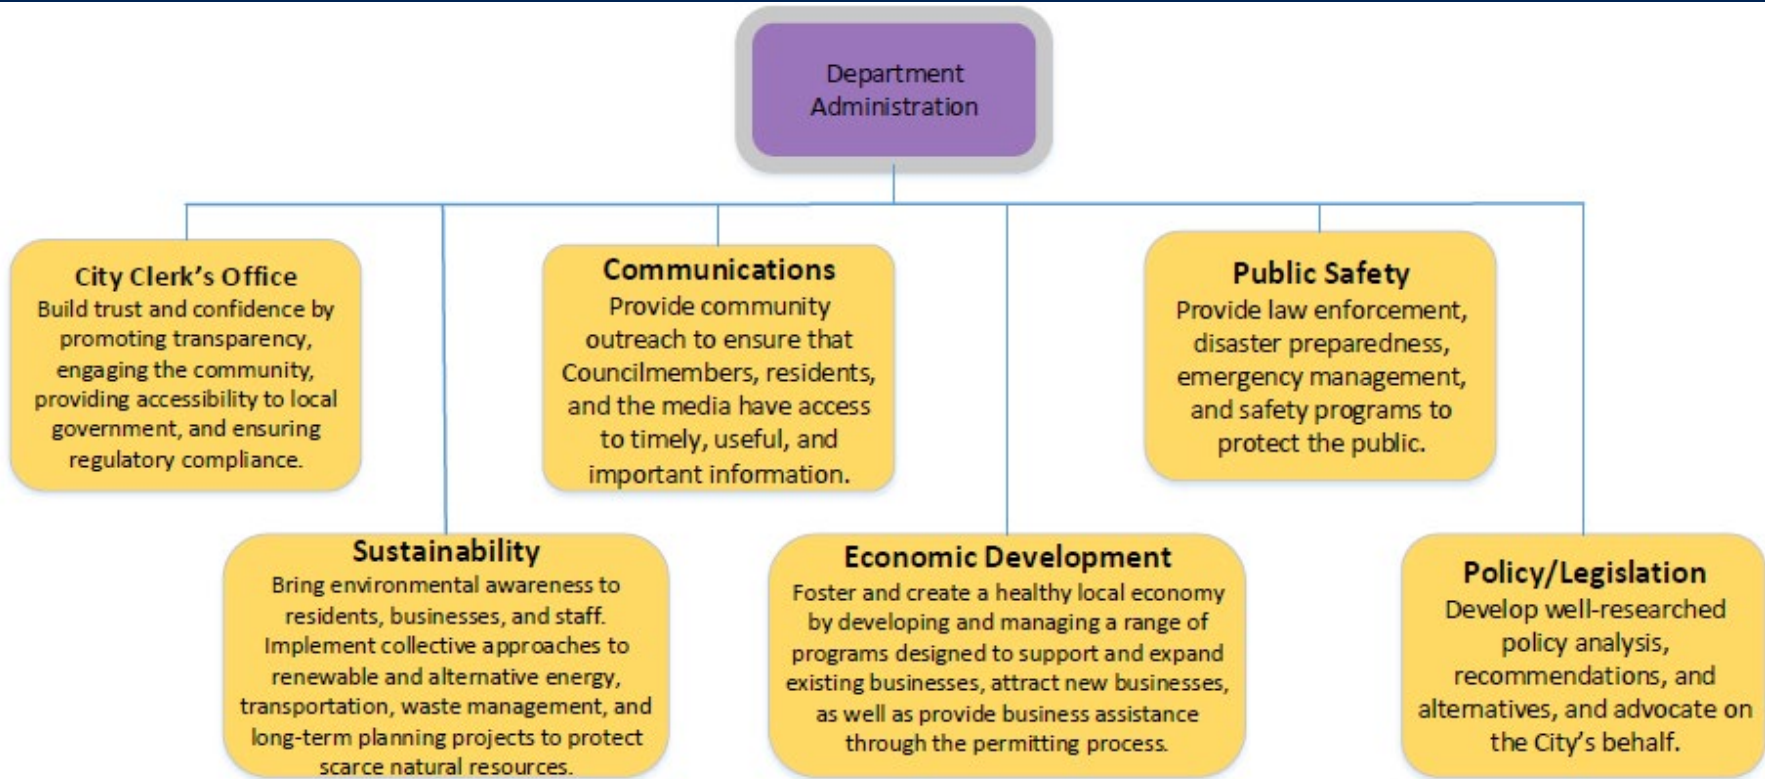 Department
Administration
City Clerk's Office
Build trust and confidence by
promoting transparency,
engaging the community,
providing accessibility to local
government, and ensuring
regulatory compliance.
Communications
Provide community
outreach to ensure that
Councilmembers, residents,
and the media have access
to timely, useful, and
important information.
Public Safety
Provide law enforcement,
disaster preparedness,
emergency management,
and safety programs to
protect the public.
Sustainability
Bring environmental awareness to
residents, businesses, and staff.
Implement collective approaches to
renewable and alternative energy,
transportation, waste management, and
long-term planning projects to protect
scarce natural resources.
Economic Development
Foster and create a healthy local economy
by developing and managing a range of
programs designed to support and expand
existing businesses, attract new businesses,
as well as provide business assistance
through the permitting process.
Policy/Legislation
Develop well-researched
policy analysis,
recommendations, and
alternatives, and advocate on
the City's behalf.